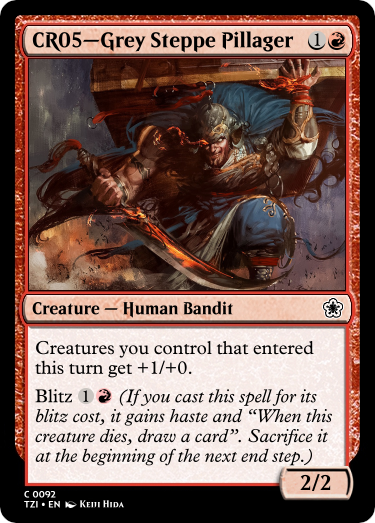 CR05—Grey Steppe Pillager 1
Creature — Human Bandit
Creatures you control that entered
this turn get +1/+0.
Blitz 1 (If you cast this spell for its
blitz cost, it gains haste and “When this
creature dies, draw a card”. Sacrifice it
at the beginning of the next end step.)
2/2
C 0092
TZI • EN Keiji Hida